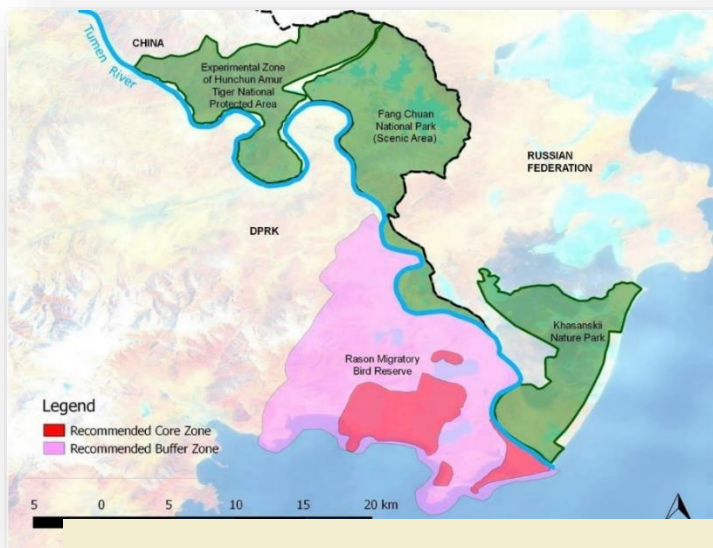 CHINA
Tumen River
Experimental Zone
of Hunchun Amur
Tiger National
Protected Area
Fang Chuan
National Park
(Scenic Area)
RUSSIAN
FEDERATION
DPRK
Khasanskii
Nature Park
Rason Migratory
Bird Reserve
Legend
Recommended Core Zone
Recommended Buffer Zone
5 0 5 10 15 20 km